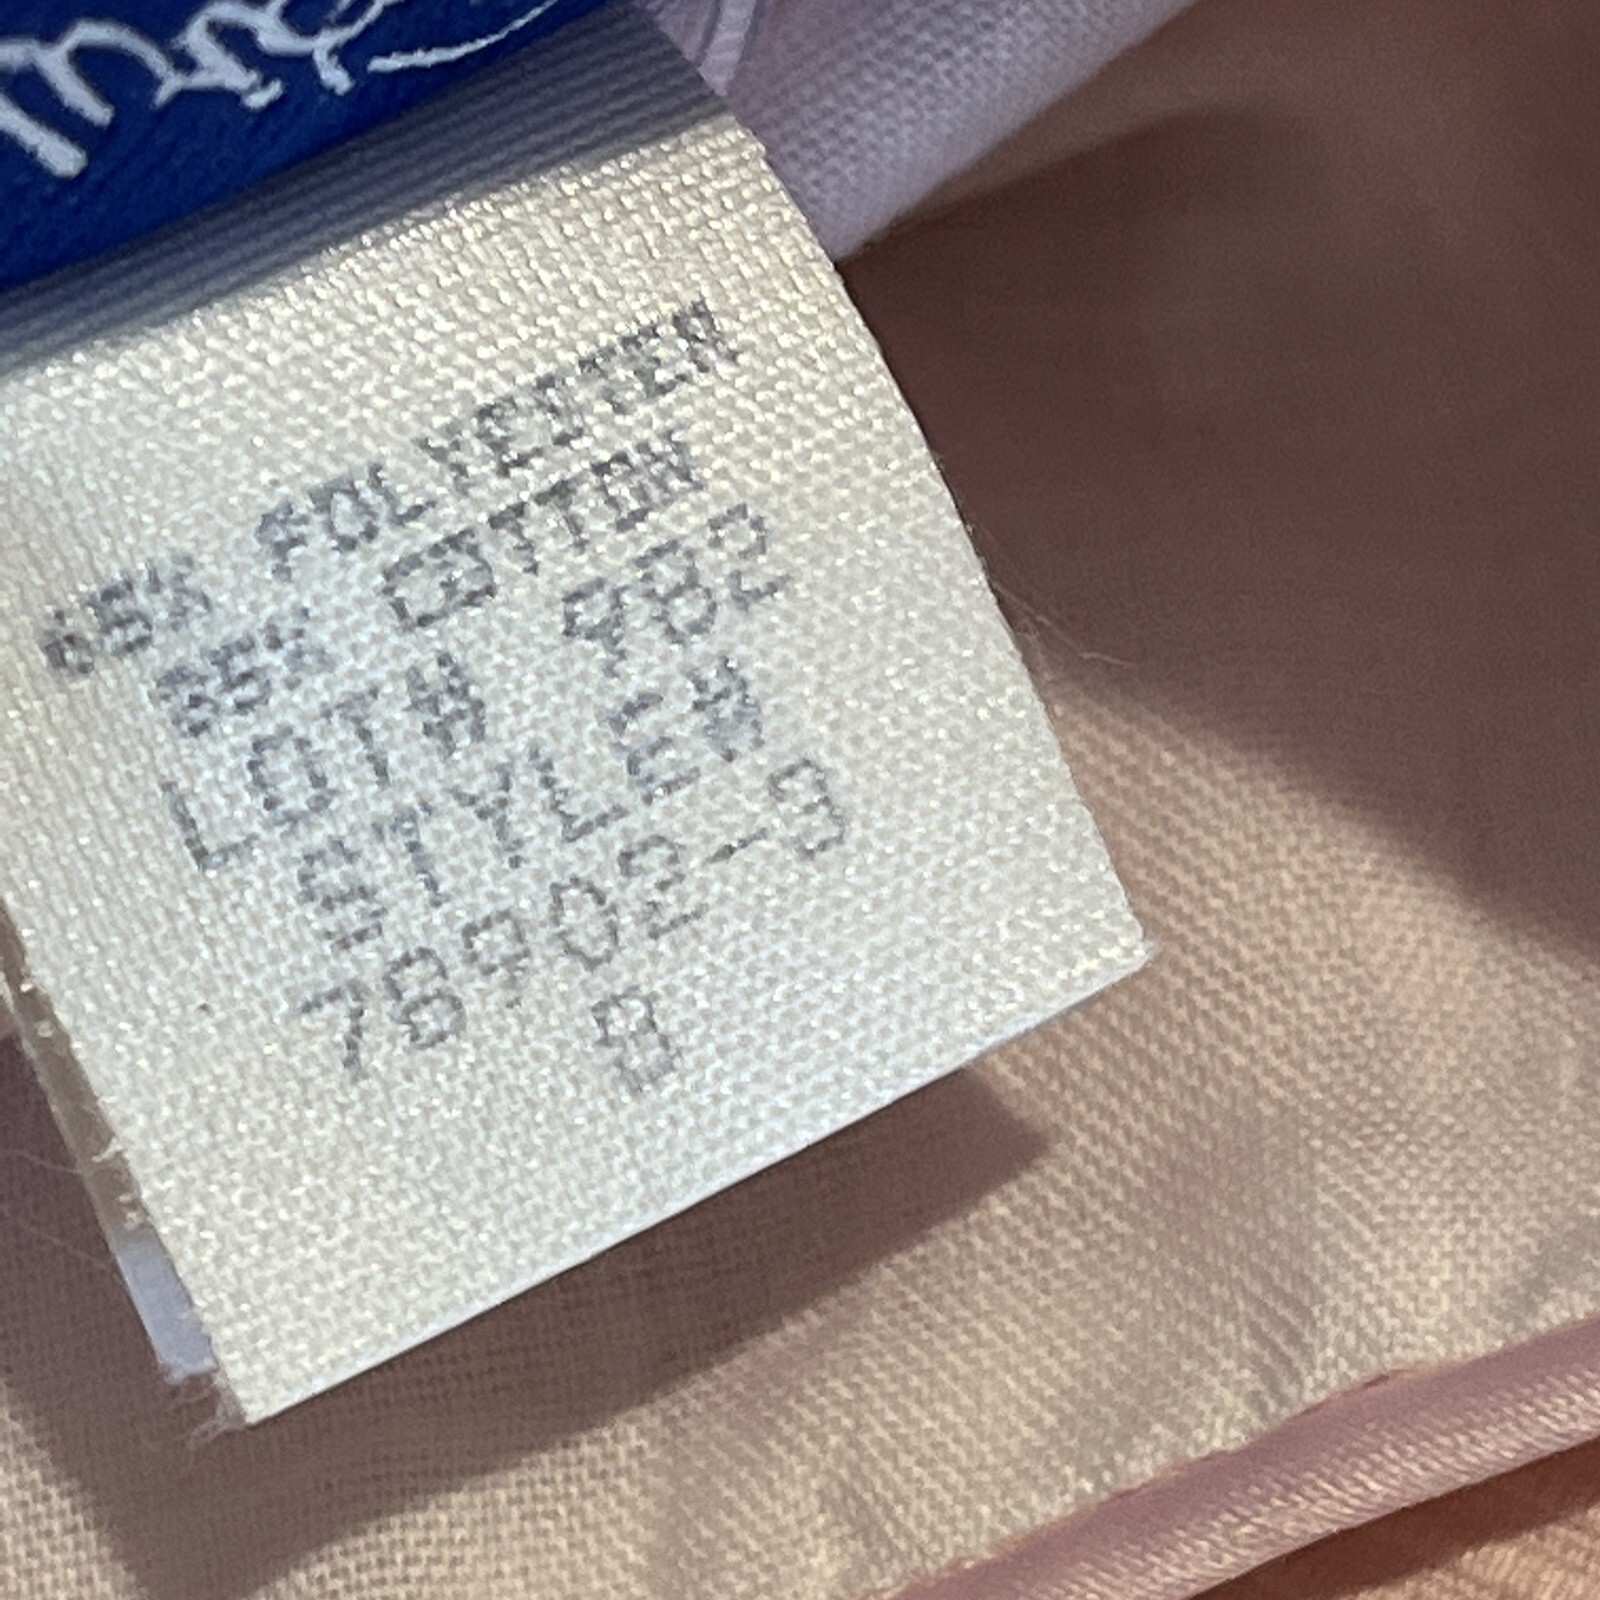 65% POLYESTER
35% COTTON
LOT# 982
STYLE#
78902-3
8